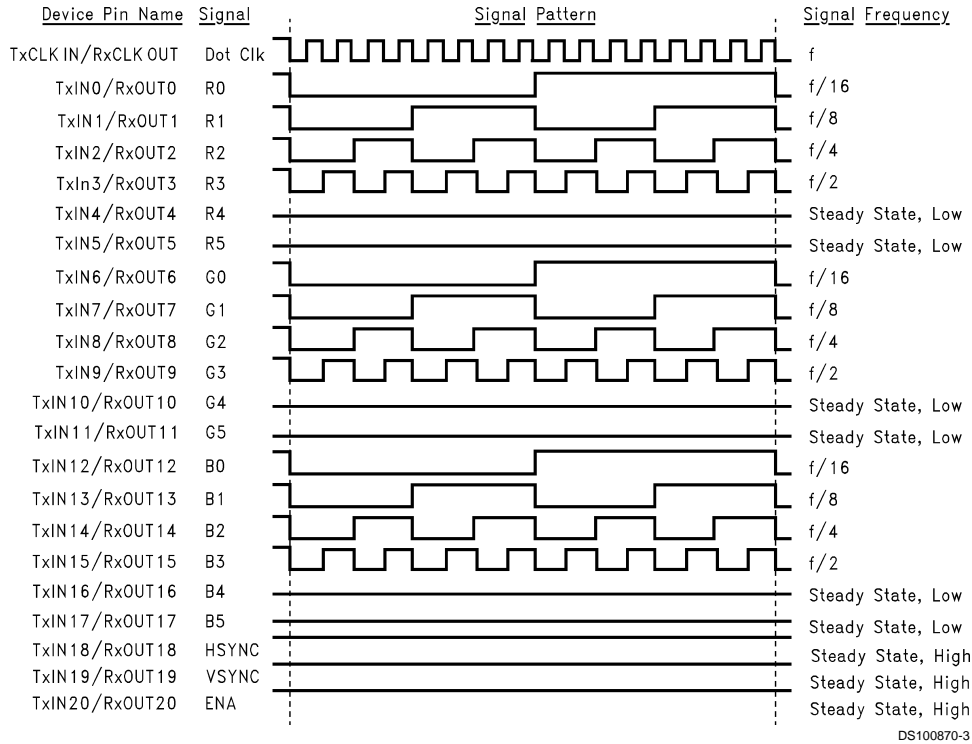 Device Pin Name Signal Signal Pattern Signal Frequency
TxCLK IN/RxCLK OUT Dot Clk f
TxIN0/RxOUT0 R0 f/16
TxIN1/RxOUT1 R1 f/8
TxIN2/RxOUT2 R2 f/4
TxIn3/RxOUT3 R3 f/2
TxIN4/RxOUT4 R4 Steady State, Low
TxIN5/RxOUT5 R5 Steady State, Low
TxIN6/RxOUT6 G0 f/16
TxIN7/RxOUT7 G1 f/8
TxIN8/RxOUT8 G2 f/4
TxIN9/RxOUT9 G3 f/2
TxIN10/RxOUT10 G4 Steady State, Low
TxIN11/RxOUT11 G5 Steady State, Low
TxIN12/RxOUT12 B0 f/16
TxIN13/RxOUT13 B1 f/8
TxIN14/RxOUT14 B2 f/4
TxIN15/RxOUT15 B3 f/2
TxIN16/RxOUT16 B4 Steady State, Low
TxIN17/RxOUT17 B5 Steady State, Low
TxIN18/RxOUT18 HSYNC Steady State, High
TxIN19/RxOUT19 VSYNC Steady State, High
TxIN20/RxOUT20 ENA Steady State, High
DS100870-3